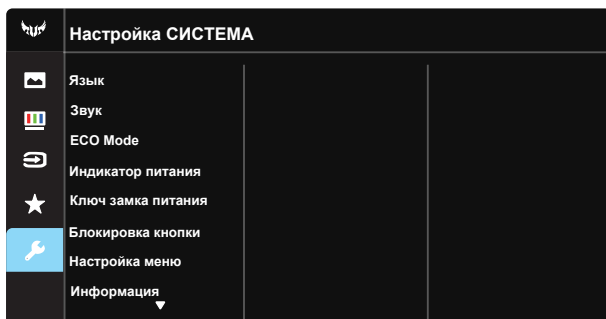 Настройка СИСТЕМА
Язык
Звук
ECO Mode
Индикатор питания
Ключ замка питания
Блокировка кнопки
Настройка меню
Информация